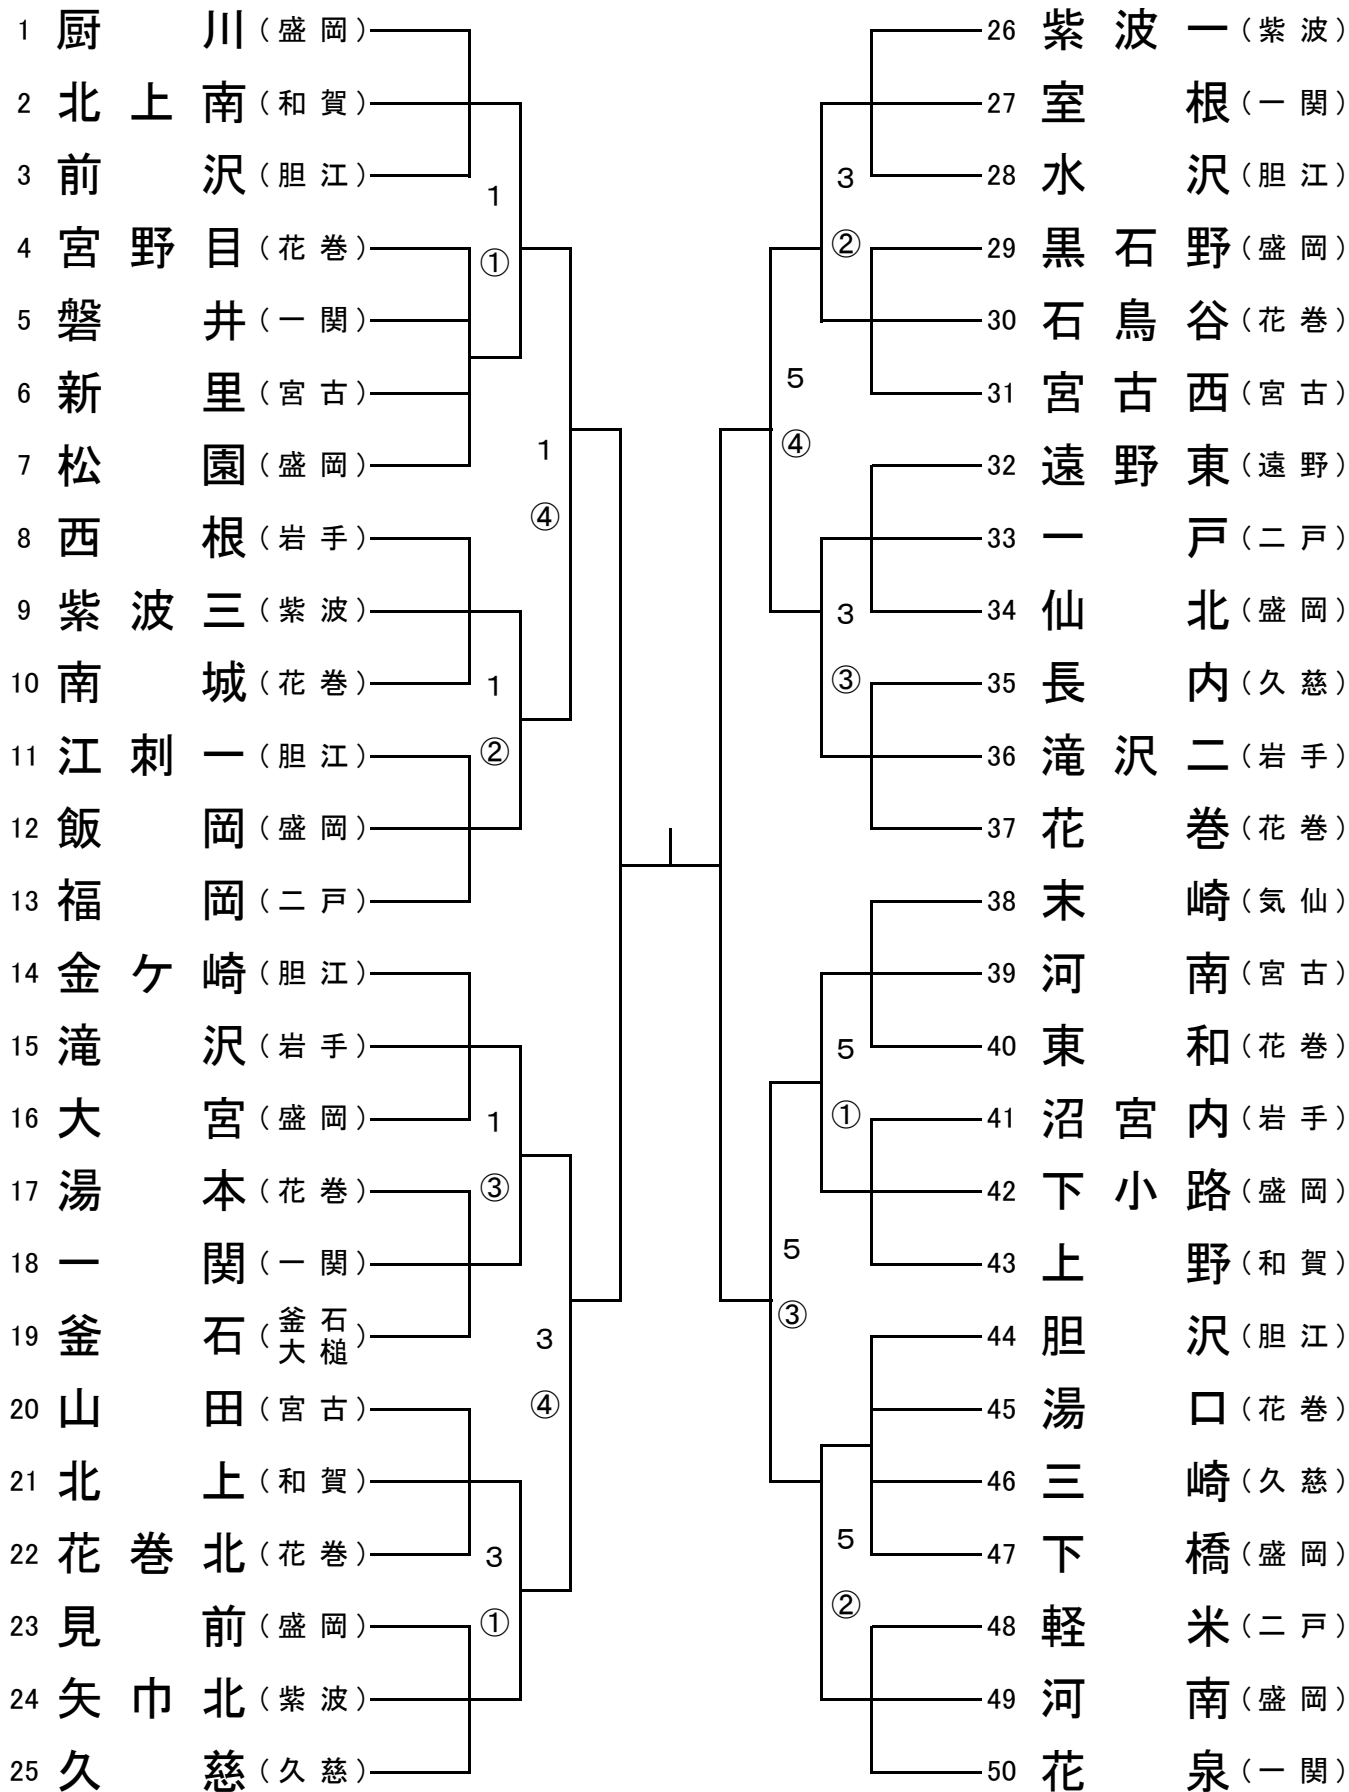 1 厨川(盛岡)
2 北上南(和賀)
3 前沢(胆江)
1
4 宮野目(花巻)
①
5 磐井(一関)
6 新里(宮古)
1
7 松園(盛岡)
④
8 西根(岩手)
9 紫波三(紫波)
10 南城(花巻)
1
11 江刺一(胆江)
②
12 飯岡(盛岡)
13 福岡(二戸)
14 金ケ崎(胆江)
15 滝沢(岩手)
16 大宮(盛岡)
1
17 湯本(花巻)
③
18 一関(一関)
19 釜石(釜石大槌)
3
20 山田(宮古)
④
21 北上(和賀)
22 花巻北(花巻)
3
23 見前(盛岡)
①
24 矢巾北(紫波)
25 久慈(久慈)
26 紫波一(紫波)
27 室根(一関)
3
28 水沢(胆江)
②
29 黒石野(盛岡)
30 石鳥谷(花巻)
5
31 宮古西(宮古)
④
32 遠野東(遠野)
33 一戸(二戸)
3
34 仙北(盛岡)
③
35 長内(久慈)
36 滝沢二(岩手)
37 花巻(花巻)
38 末崎(気仙)
39 河南(宮古)
40 東和(花巻)
5
41 沼宮内(岩手)
①
42 下小路(盛岡)
43 上野(和賀)
5
③
44 胆沢(胆江)
45 湯口(花巻)
46 三崎(久慈)
5
47 下橋(盛岡)
②
48 軽米(二戸)
49 河南(盛岡)
50 花泉(一関)